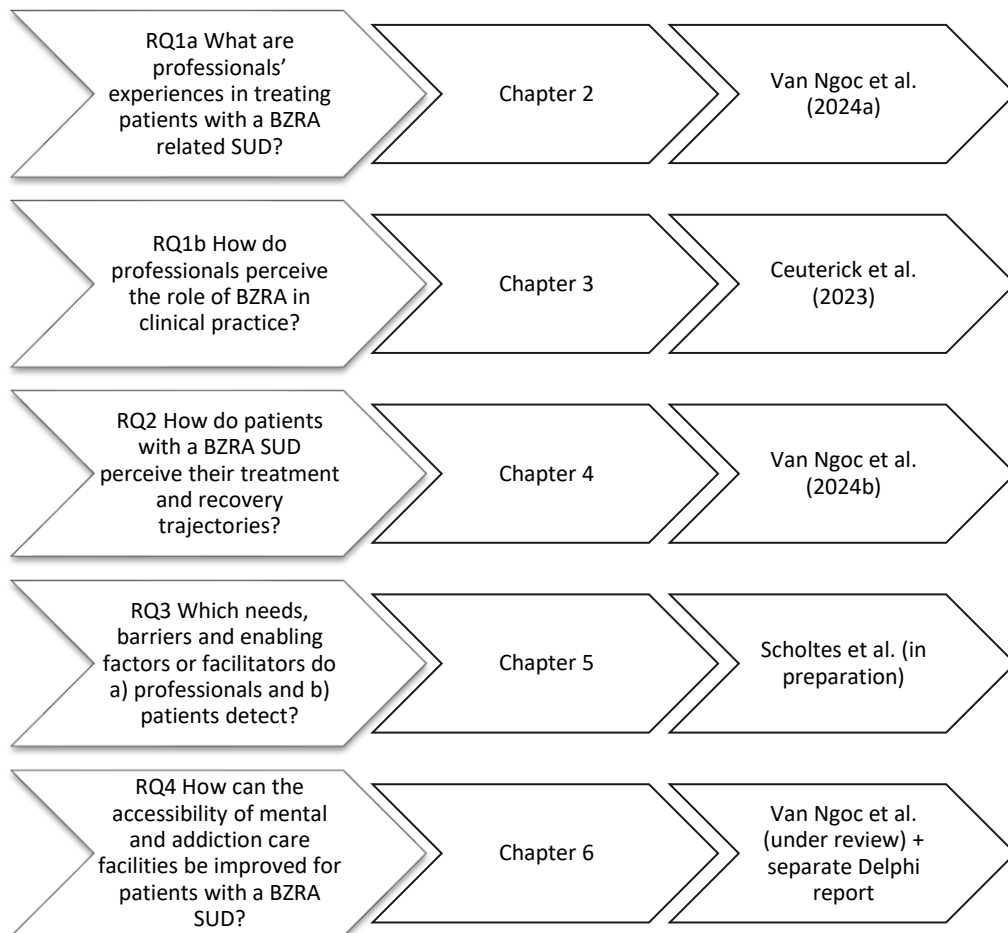 RQ1a What are
professionals’
experiences in treating
patients with a BZRA
related SUD?
Chapter 2
Van Ngoc et al.
(2024a)
RQ1b How do
professionals perceive
the role of BZRA in
clinical practice?
Chapter 3
Ceuterick et al.
(2023)
RQ2 How do patients
with a BZRA SUD
perceive their treatment
and recovery
trajectories?
Chapter 4
Van Ngoc et al.
(2024b)
RQ3 Which needs,
barriers and enabling
factors or facilitators do
a) professionals and b)
patients detect?
Chapter 5
Scholtes et al. (in
preparation)
RQ4 How can the
accessibility of mental
and addiction care
facilities be improved for
patients with a BZRA
SUD?
Chapter 6
Van Ngoc et al.
(under review) +
separate Delphi
report